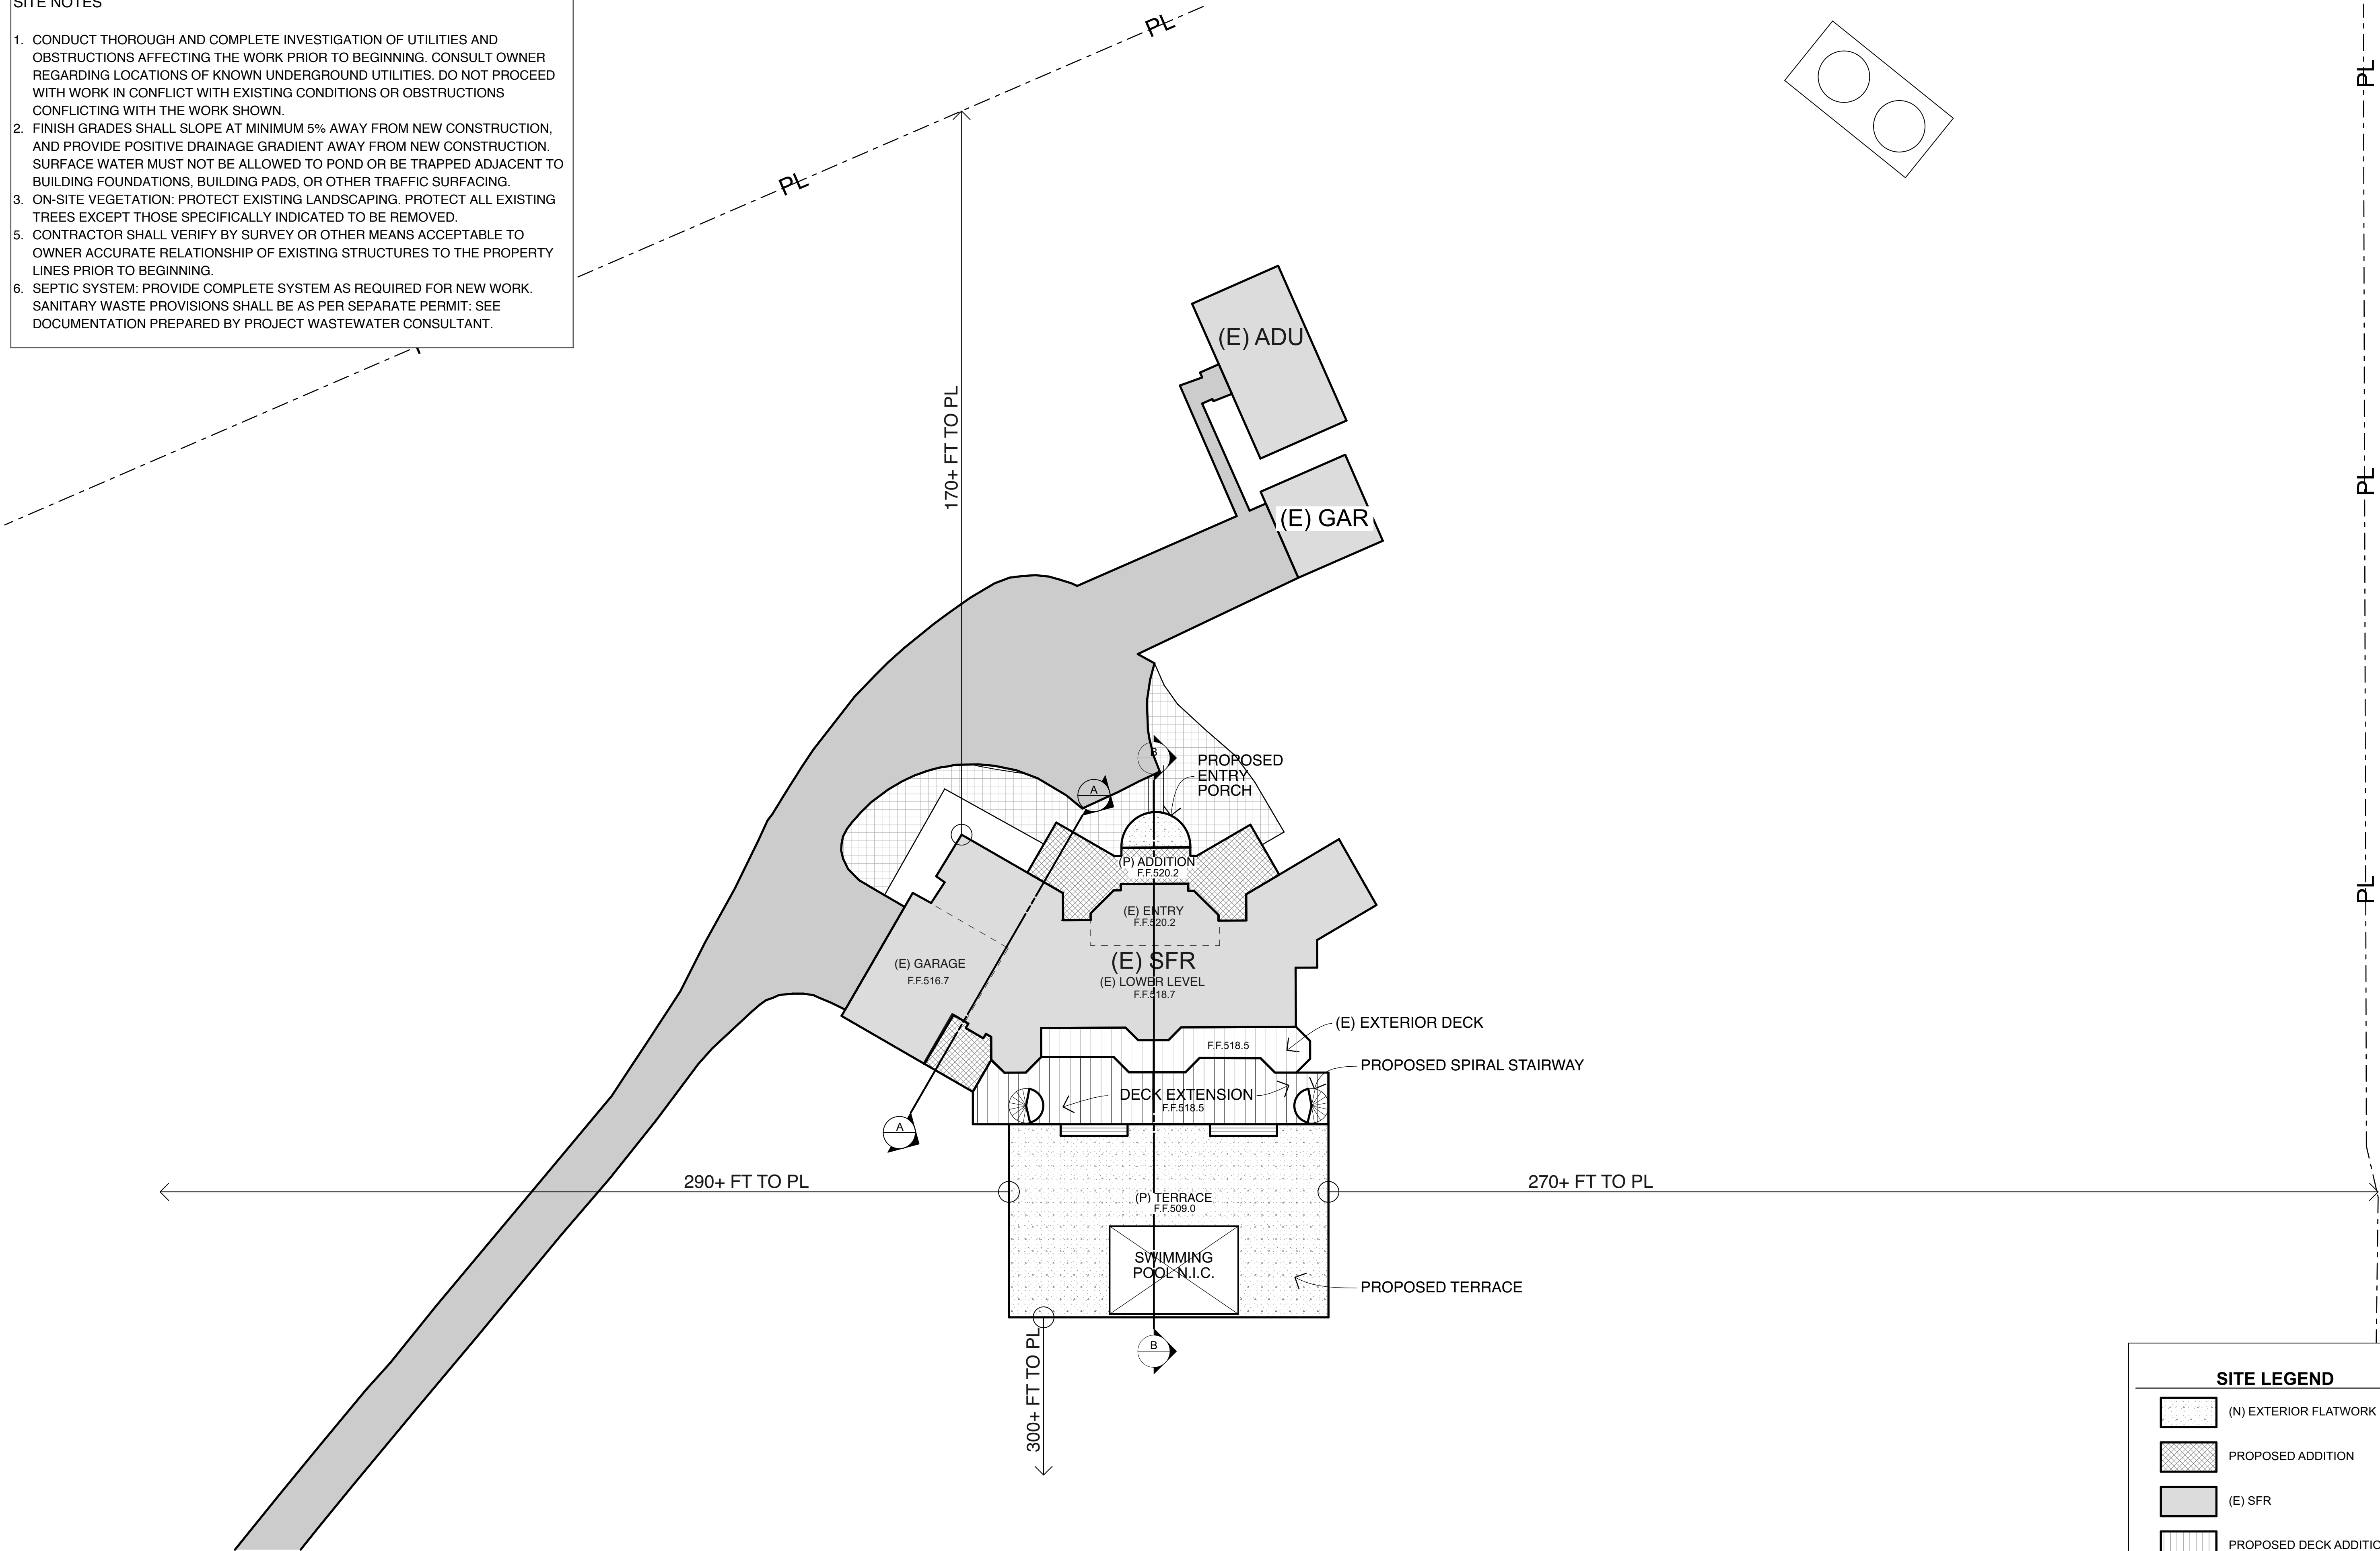 SITE NOTES
1. CONDUCT THOROUGH AND COMPLETE INVESTIGATION OF UTILITIES AND
OBSTRUCTIONS AFFECTING THE WORK PRIOR TO BEGINNING. CONSULT OWNER
REGARDING LOCATIONS OF KNOWN UNDERGROUND UTILITIES. DO NOT PROCEED
WITH WORK IN CONFLICT WITH EXISTING CONDITIONS OR OBSTRUCTIONS
CONFLICTING WITH THE WORK SHOWN.
2. FINISH GRADES SHALL SLOPE AT MINIMUM 5% AWAY FROM NEW CONSTRUCTION,
AND PROVIDE POSITIVE DRAINAGE GRADIENT AWAY FROM NEW CONSTRUCTION.
SURFACE WATER MUST NOT BE ALLOWED TO POND OR BE TRAPPED ADJACENT TO
BUILDING FOUNDATIONS, BUILDING PADS, OR OTHER TRAFFIC SURFACING.
3. ON-SITE VEGETATION: PROTECT EXISTING LANDSCAPING. PROTECT ALL EXISTING
TREES EXCEPT THOSE SPECIFICALLY INDICATED TO BE REMOVED.
5. CONTRACTOR SHALL VERIFY BY SURVEY OR OTHER MEANS ACCEPTABLE TO
OWNER ACCURATE RELATIONSHIP OF EXISTING STRUCTURES TO THE PROPERTY
LINES PRIOR TO BEGINNING.
6. SEPTIC SYSTEM: PROVIDE COMPLETE SYSTEM AS REQUIRED FOR NEW WORK.
SANITARY WASTE PROVISIONS SHALL BE AS PER SEPARATE PERMIT: SEE
DOCUMENTATION PREPARED BY PROJECT WASTEWATER CONSULTANT.
PL
PL
PL
PL
PL
170+ FT TO PL
(E) ADU
(E) GAR
B
A
PROPOSED
ENTRY
PORCH
(P) ADDITION
F.F.520.2
(E) ENTRY
F.F.520.2
(E) GARAGE
F.F.516.7
(E) SFR
(E) LOWER LEVEL
F.F.518.7
(E) EXTERIOR DECK
F.F.518.5
PROPOSED SPIRAL STAIRWAY
DECK EXTENSION
F.F.518.5
A
290+ FT TO PL
270+ FT TO PL
(P) TERRACE
F.F.509.0
SWIMMING
POOL N.I.C.
PROPOSED TERRACE
300+ FT TO PL
B
SITE LEGEND
(N) EXTERIOR FLATWORK
PROPOSED ADDITION
(E) SFR
PROPOSED DECK